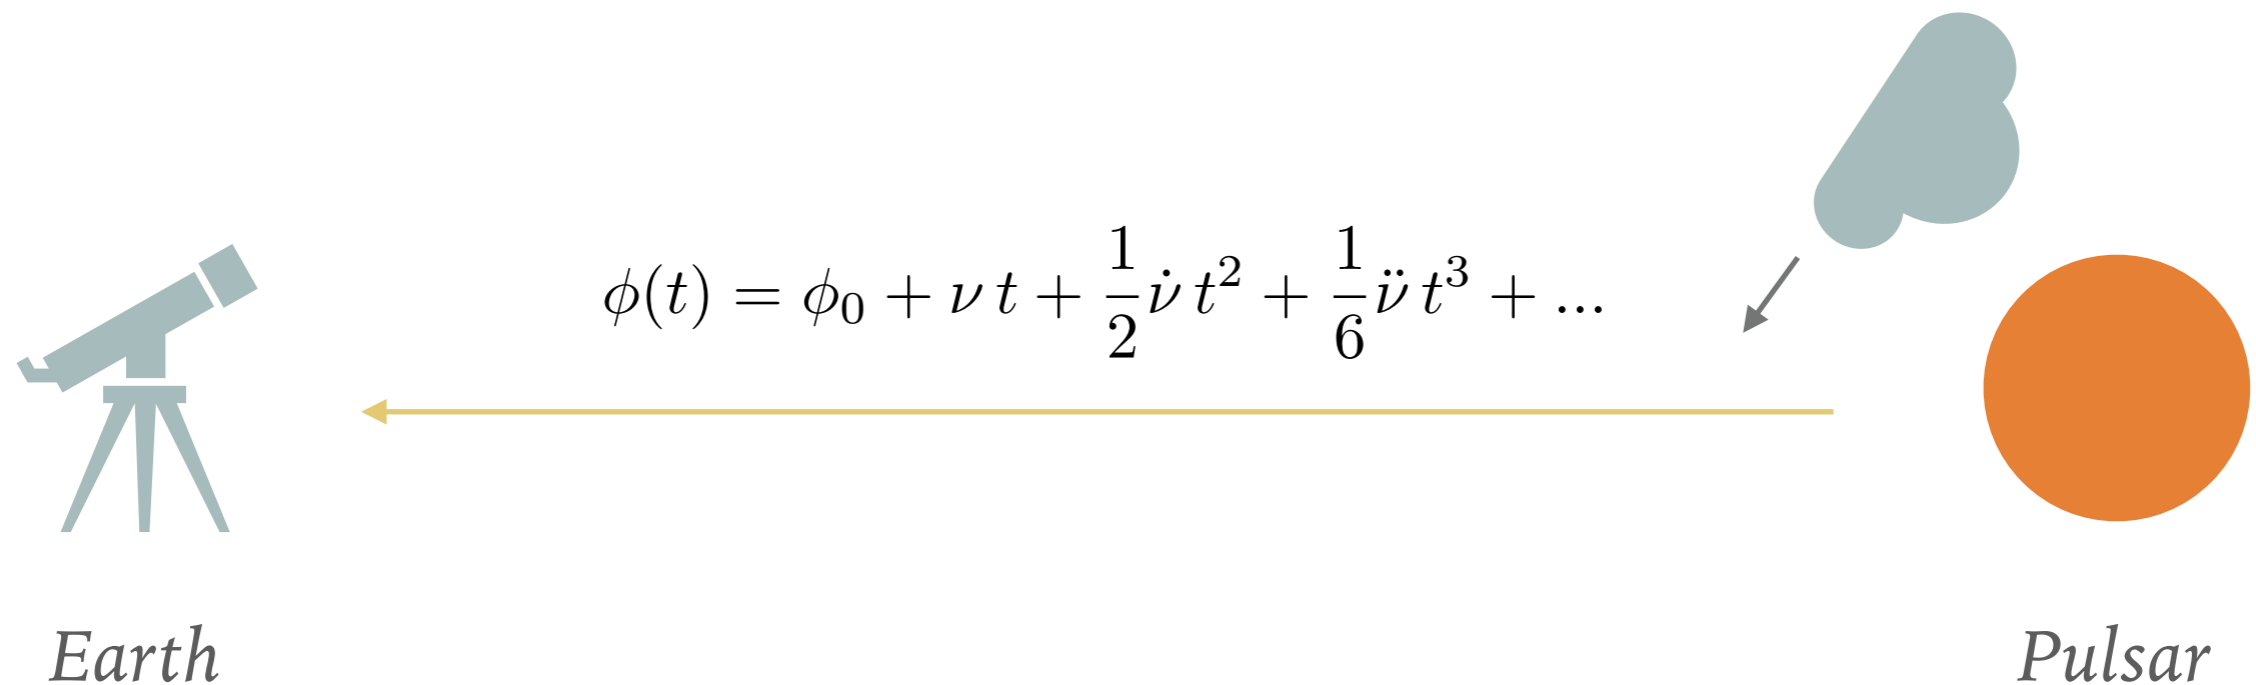 ϕ(t) = ϕ₀ + ν t + 1/2 ν̇ t² + 1/6 ν̈ t³ + ...
Earth
Pulsar